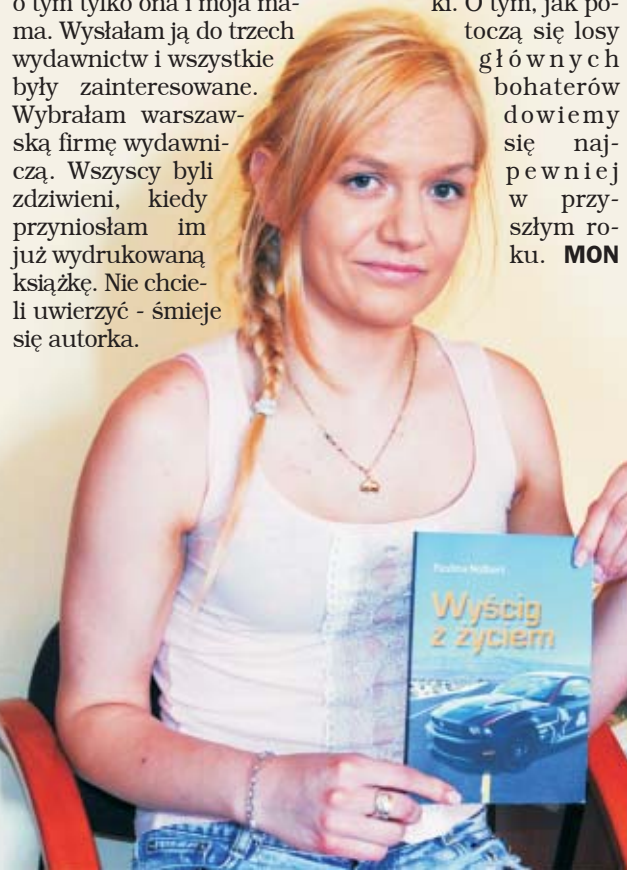 o tym tylko ona i moja ma-
ma. Wysłałam ją do trzech
wydawnictw i wszystkie
były zainteresowane.
Wybrałam warszaw-
ską firmę wydawni-
czą. Wszyscy byli
zdziwieni, kiedy
przyniosłam im
już wydrukowaną
książkę. Nie chcie-
li uwierzyć - śmieje
się autorka.
ki. O tym, jak po-
toczą się losy
głównych
bohaterów
dowiemy
się naj-
pewniej
w przy-
szłym ro-
ku. MON
Wyścig
z życiem